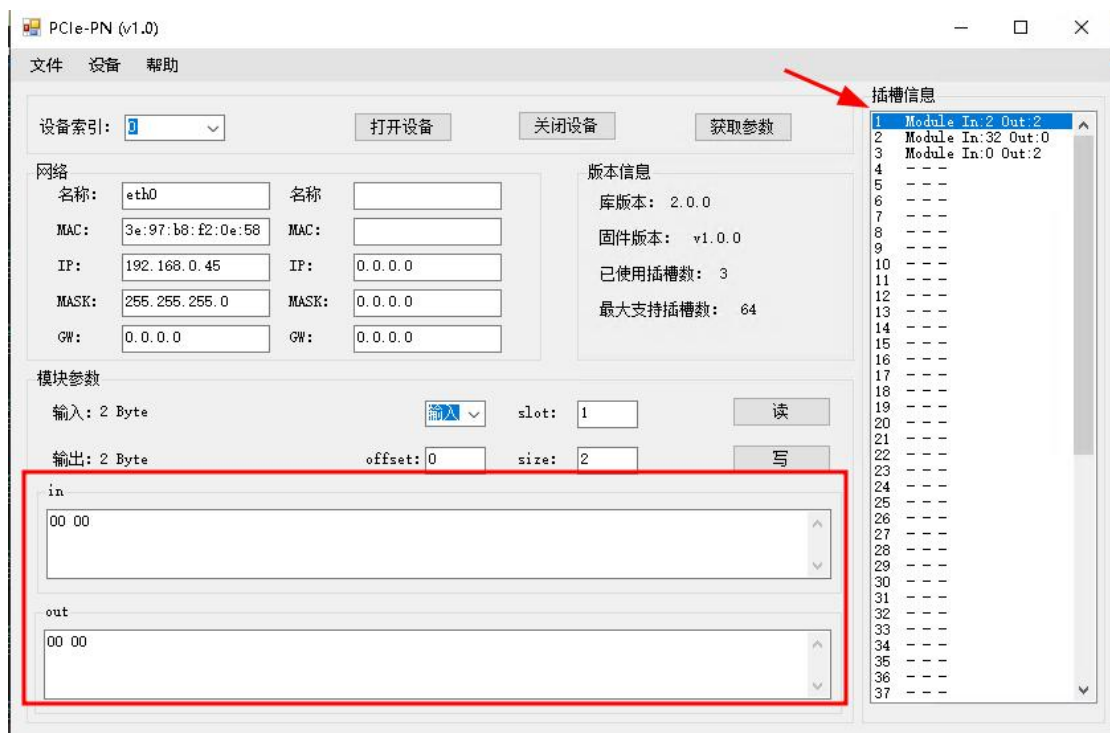 PCIe-PN (v1.0)
文件 设备 帮助
设备索引: 0 打开设备 关闭设备 获取参数
网络
名称: eth0 名称
MAC: 3e:97:b8:f2:0e:58 MAC:
IP: 192.168.0.45 IP: 0.0.0.0
MASK: 255.255.255.0 MASK: 0.0.0.0
GW: 0.0.0.0 GW: 0.0.0.0
版本信息
库版本: 2.0.0
固件版本: v1.0.0
已使用插槽数: 3
最大支持插槽数: 64
模块参数
输入: 2 Byte 输入 slot: 1 读
输出: 2 Byte offset: 0 size: 2 写
in
00 00
out
00 00
插槽信息
1 Module In:2 Out:2
2 Module In:32 Out:0
3 Module In:0 Out:2
4 - - -
5 - - -
6 - - -
7 - - -
8 - - -
9 - - -
10 - - -
11 - - -
12 - - -
13 - - -
14 - - -
15 - - -
16 - - -
17 - - -
18 - - -
19 - - -
20 - - -
21 - - -
22 - - -
23 - - -
24 - - -
25 - - -
26 - - -
27 - - -
28 - - -
29 - - -
30 - - -
31 - - -
32 - - -
33 - - -
34 - - -
35 - - -
36 - - -
37 - - -